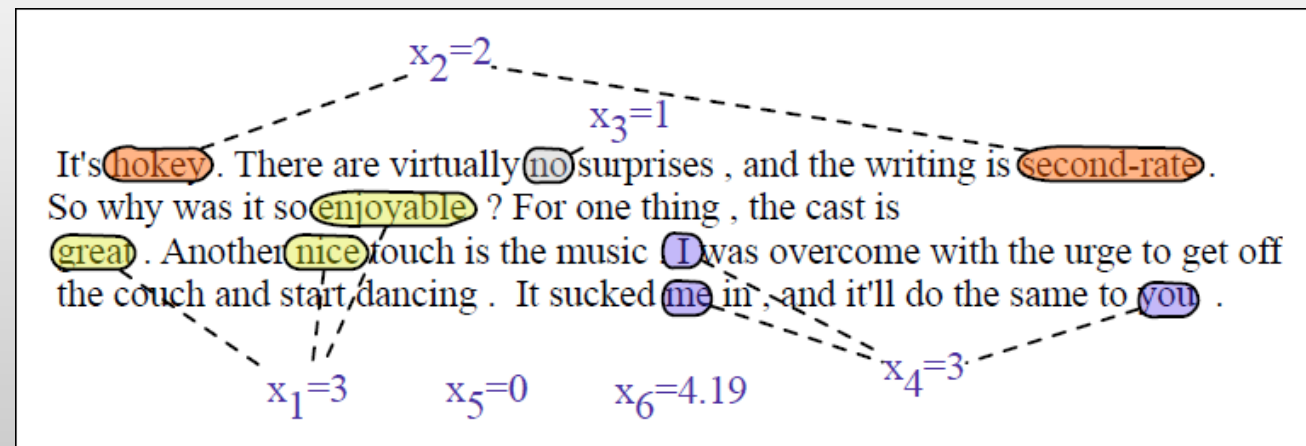 x2=2
x3=1
It's hokey . There are virtually no surprises , and the writing is second-rate .
So why was it so enjoyable ? For one thing , the cast is
great . Another nice touch is the music . I was overcome with the urge to get off
the couch and start dancing . It sucked me in , and it'll do the same to you .
x1=3 x5=0 x6=4.19 x4=3